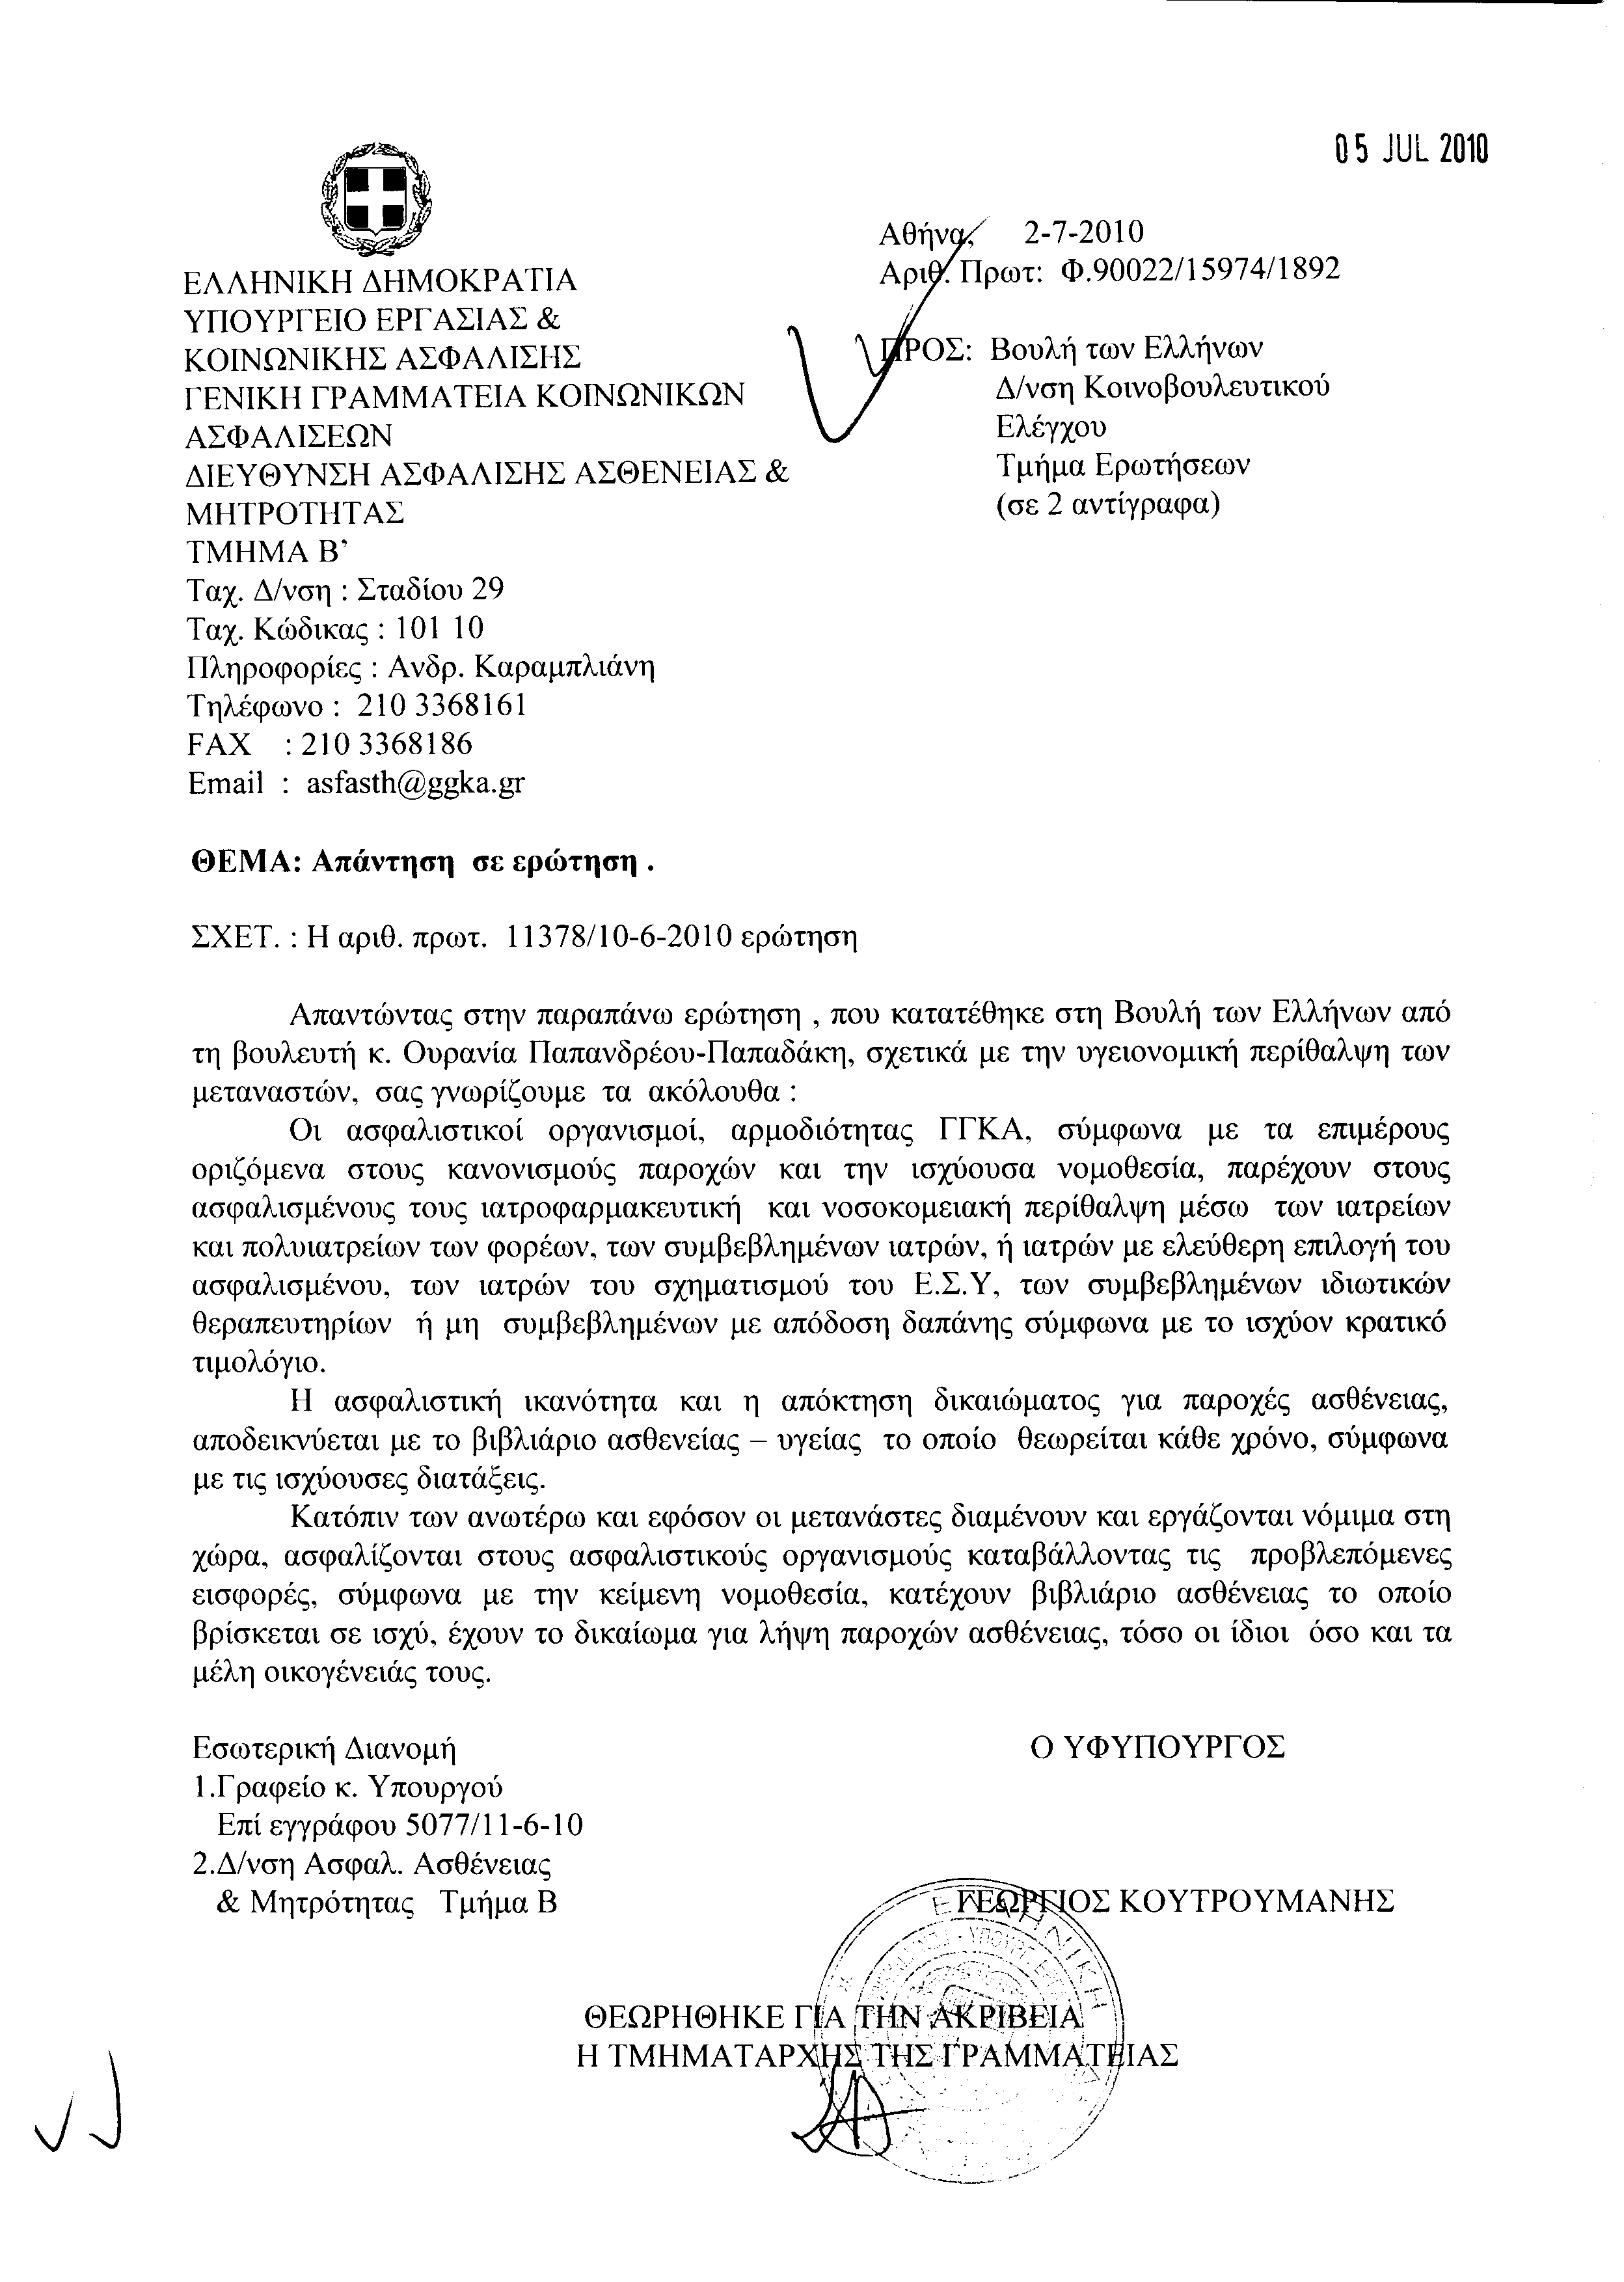 05 JUL 2010
ΕΛΛΗΝΙΚΗ ΔΗΜΟΚΡΑΤΙΑ
ΥΠΟΥΡΓΕΙΟ ΕΡΓΑΣΙΑΣ &
ΚΟΙΝΩΝΙΚΗΣ ΑΣΦΑΛΙΣΗΣ
ΓΕΝΙΚΗ ΓΡΑΜΜΑΤΕΙΑ ΚΟΙΝΩΝΙΚΩΝ
ΑΣΦΑΛΙΣΕΩΝ
ΔΙΕΥΘΥΝΣΗ ΑΣΦΑΛΙΣΗΣ ΑΣΘΕΝΕΙΑΣ &
ΜΗΤΡΟΤΗΤΑΣ
ΤΜΗΜΑ Β’
Ταχ. Δ/νση : Σταδίου 29
Ταχ. Κώδικας : 101 10
Πληροφορίες : Ανδρ. Καραμπλιάνη
Τηλέφωνο : 210 3368161
FAX : 210 3368186
Email : asfasth@ggka.gr
Αθήνα, 2-7-2010
Αριθ. Πρωτ: Φ.90022/15974/1892
ΠΡΟΣ: Βουλή των Ελλήνων
Δ/νση Κοινοβουλευτικού
Ελέγχου
Τμήμα Ερωτήσεων
(σε 2 αντίγραφα)
ΘΕΜΑ: Απάντηση σε ερώτηση .
ΣΧΕΤ. : Η αριθ. πρωτ. 11378/10-6-2010 ερώτηση
Απαντώντας στην παραπάνω ερώτηση , που κατατέθηκε στη Βουλή των Ελλήνων από
τη βουλευτή κ. Ουρανία Παπανδρέου-Παπαδάκη, σχετικά με την υγειονομική περίθαλψη των
μεταναστών, σας γνωρίζουμε τα ακόλουθα :
Οι ασφαλιστικοί οργανισμοί, αρμοδιότητας ΓΓΚΑ, σύμφωνα με τα επιμέρους
οριζόμενα στους κανονισμούς παροχών και την ισχύουσα νομοθεσία, παρέχουν στους
ασφαλισμένους τους ιατροφαρμακευτική και νοσοκομειακή περίθαλψη μέσω των ιατρείων
και πολυιατρείων των φορέων, των συμβεβλημένων ιατρών, ή ιατρών με ελεύθερη επιλογή του
ασφαλισμένου, των ιατρών του σχηματισμού του Ε.Σ.Υ, των συμβεβλημένων ιδιωτικών
θεραπευτηρίων ή μη συμβεβλημένων με απόδοση δαπάνης σύμφωνα με το ισχύον κρατικό
τιμολόγιο.
Η ασφαλιστική ικανότητα και η απόκτηση δικαιώματος για παροχές ασθένειας,
αποδεικνύεται με το βιβλιάριο ασθενείας – υγείας το οποίο θεωρείται κάθε χρόνο, σύμφωνα
με τις ισχύουσες διατάξεις.
Κατόπιν των ανωτέρω και εφόσον οι μετανάστες διαμένουν και εργάζονται νόμιμα στη
χώρα, ασφαλίζονται στους ασφαλιστικούς οργανισμούς καταβάλλοντας τις προβλεπόμενες
εισφορές, σύμφωνα με την κείμενη νομοθεσία, κατέχουν βιβλιάριο ασθένειας το οποίο
βρίσκεται σε ισχύ, έχουν το δικαίωμα για λήψη παροχών ασθένειας, τόσο οι ίδιοι όσο και τα
μέλη οικογένειάς τους.
Εσωτερική Διανομή
1.Γραφείο κ. Υπουργού
Επί εγγράφου 5077/11-6-10
2.Δ/νση Ασφαλ. Ασθένειας
& Μητρότητας Τμήμα Β
Ο ΥΦΥΠΟΥΡΓΟΣ
ΓΕΩΡΓΙΟΣ ΚΟΥΤΡΟΥΜΑΝΗΣ
ΘΕΩΡΗΘΗΚΕ ΓΙΑ ΤΗΝ ΑΚΡΙΒΕΙΑ
Η ΤΜΗΜΑΤΑΡΧΗΣ ΤΗΣ ΓΡΑΜΜΑΤΕΙΑΣ